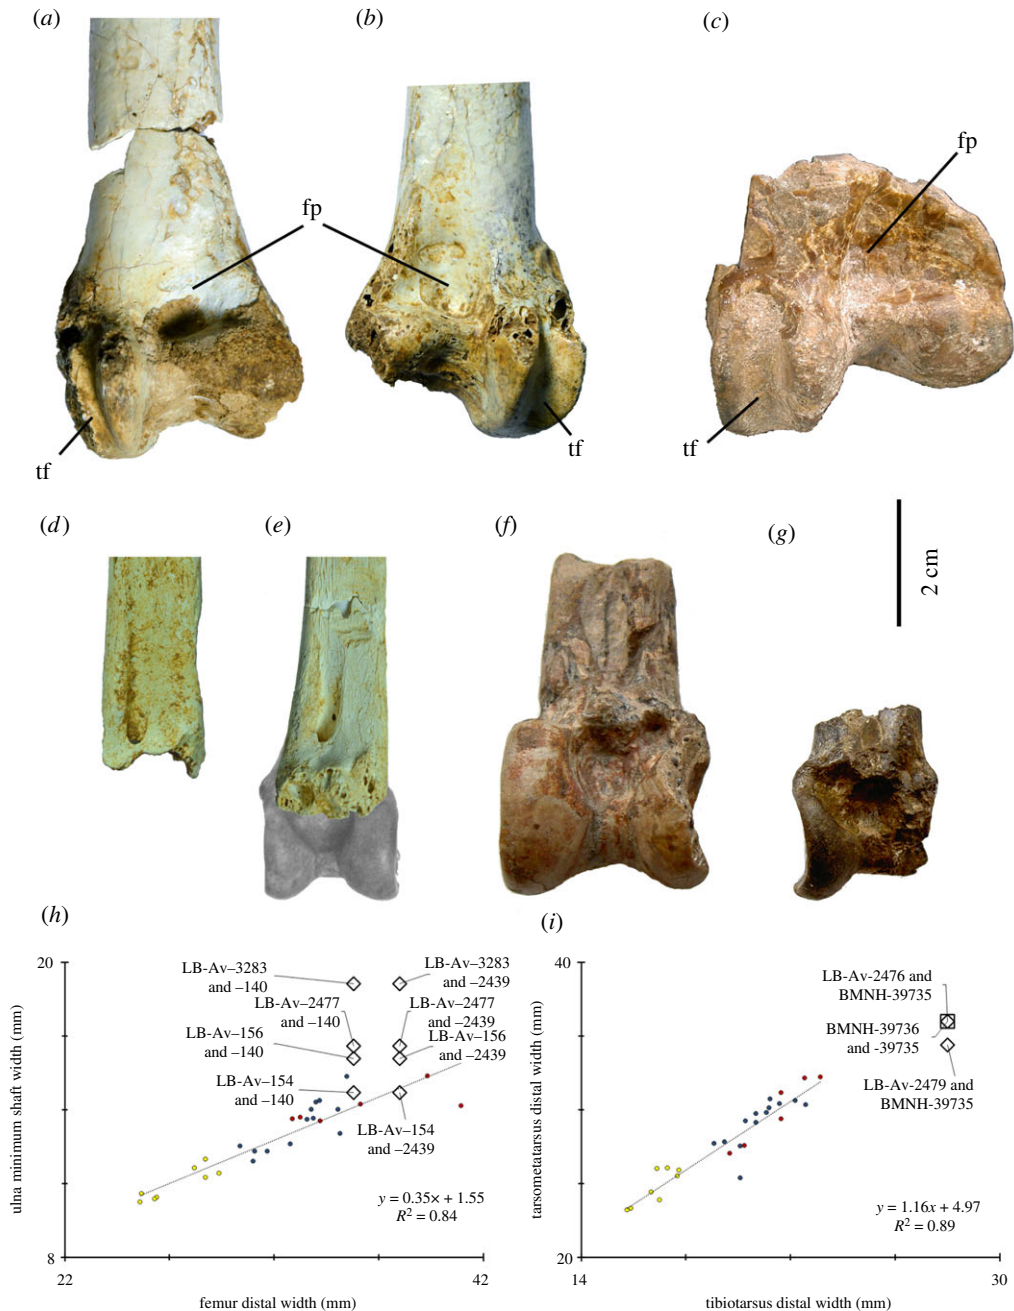 (a)
(b)
(c)
fp
fp
tf
tf
tf
(d)
(e)
(f)
(g)
2 cm
(h)
20
LB-Av–3283
and –140
LB-Av–3283
and –2439
LB-Av–2477
and –140
LB-Av–2477
and –2439
LB-Av–156
and –140
LB-Av–156
and –2439
LB-Av–154
and –140
LB-Av–154
and –2439
y = 0.35× + 1.55
R² = 0.84
ulna minimum shaft width (mm)
8
22
42
femur distal width (mm)
(i)
40
LB-Av-2476 and
BMNH-39735
BMNH-39736
and -39735
LB-Av-2479 and
BMNH-39735
y = 1.16x + 4.97
R² = 0.89
tarsometatarsus distal width (mm)
20
14
30
tibiotarsus distal width (mm)